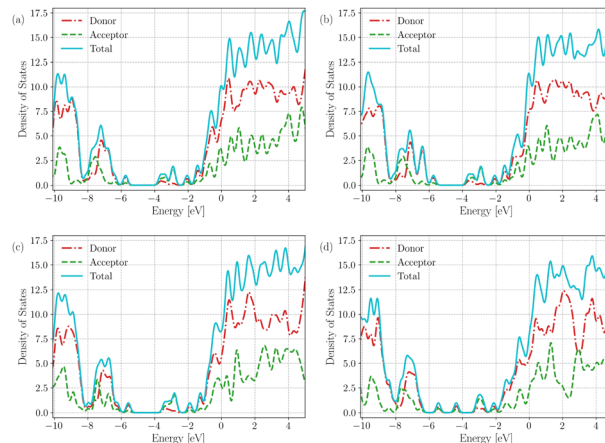 (a)
17.5
15.0
12.5
10.0
7.5
5.0
2.5
0.0
Density of States
Donor
Acceptor
Total
−10 −8 −6 −4 −2 0 2 4
Energy [eV]
(b)
17.5
15.0
12.5
10.0
7.5
5.0
2.5
0.0
Density of States
Donor
Acceptor
Total
−10 −8 −6 −4 −2 0 2 4
Energy [eV]
(c)
17.5
15.0
12.5
10.0
7.5
5.0
2.5
0.0
Density of States
Donor
Acceptor
Total
−10 −8 −6 −4 −2 0 2 4
Energy [eV]
(d)
17.5
15.0
12.5
10.0
7.5
5.0
2.5
0.0
Density of States
Donor
Acceptor
Total
−10 −8 −6 −4 −2 0 2 4
Energy [eV]